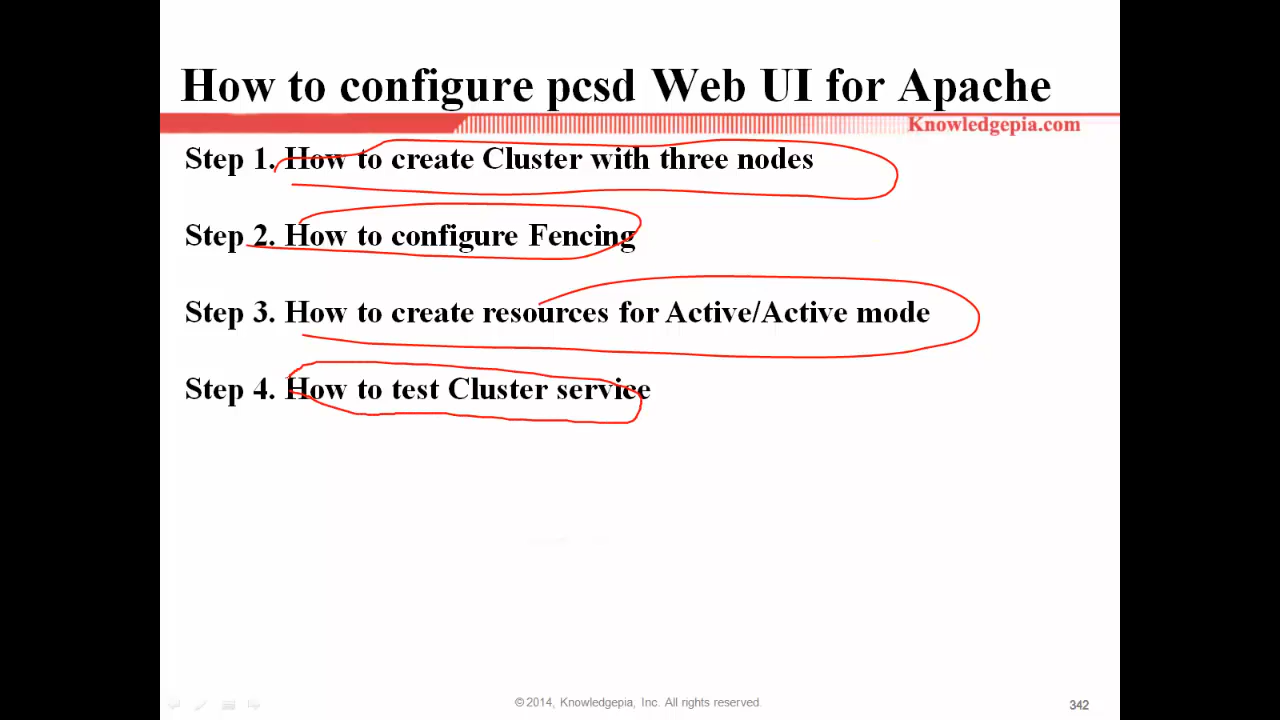 How to configure pcsd Web UI for Apache
Knowledgepia.com
Step 1. How to create Cluster with three nodes
Step 2. How to configure Fencing
Step 3. How to create resources for Active/Active mode
Step 4. How to test Cluster service
© 2014, Knowledgepia, Inc. All rights reserved.
342